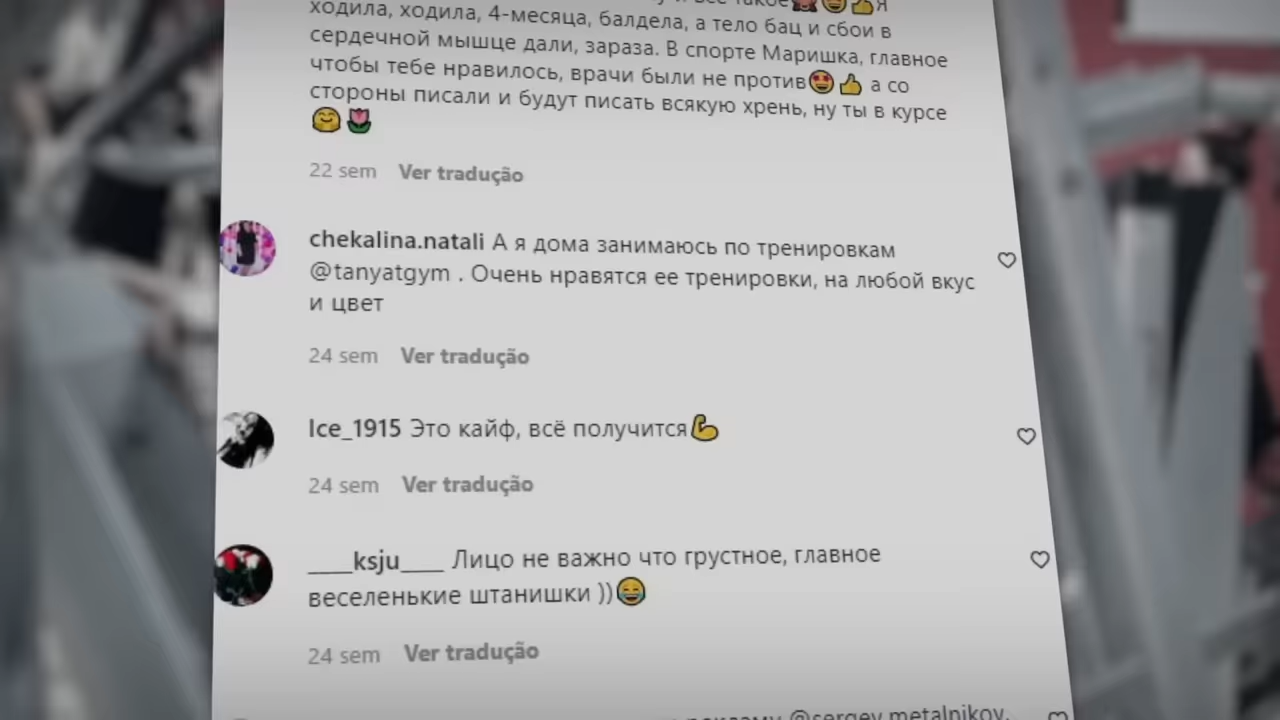 я
ходила, ходила, 4-месяца, балдела, а тело бац и сбои в
сердечной мышце дали, зараза. В спорте Маришка, главное
чтобы тебе нравилось, врачи были не против😍👍 а со
стороны писали и будут писать всякую хрень, ну ты в курсе
🤗🌷
22 sem Ver tradução
chekalina.natali А я дома занимаюсь по тренировкам
@tanyatgym . Очень нравятся ее тренировки, на любой вкус
и цвет
24 sem Ver tradução
Ice_1915 Это кайф, всё получится💪
24 sem Ver tradução
____ksju____ Лицо не важно что грустное, главное
веселенькие штанишки ))😂
24 sem Ver tradução
рекламу @sergey.metalnikov.